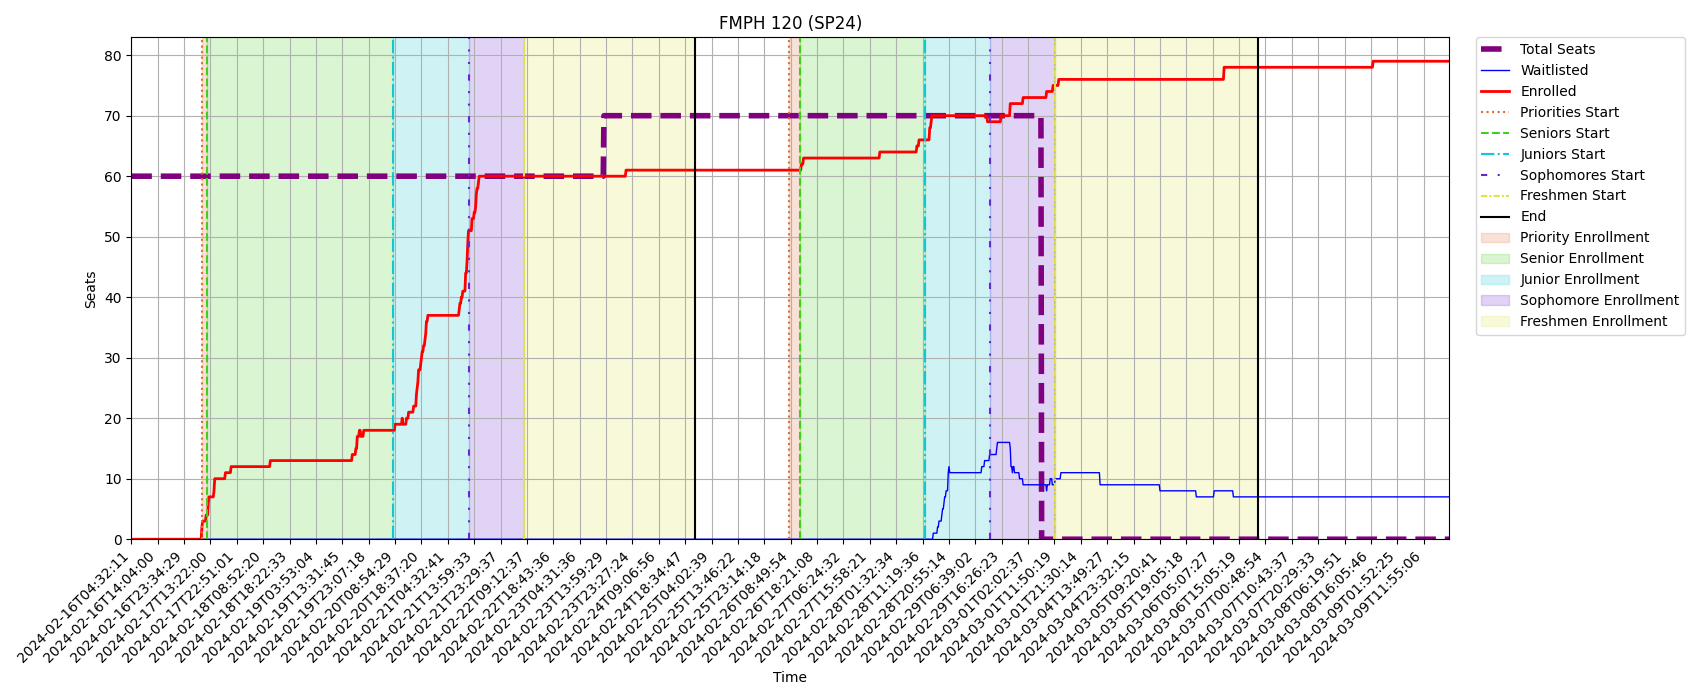 FMPH 120 (SP24)
80
70
60
50
40
30
20
10
0
Seats
2024-02-16T04:32:11
2024-02-16T14:04:00
2024-02-16T23:34:29
2024-02-17T13:22:00
2024-02-17T22:51:01
2024-02-18T08:52:20
2024-02-18T18:22:33
2024-02-19T03:53:04
2024-02-19T13:31:45
2024-02-19T23:07:18
2024-02-20T08:54:29
2024-02-20T18:37:20
2024-02-21T04:32:41
2024-02-21T13:59:33
2024-02-21T23:29:37
2024-02-22T09:12:37
2024-02-22T18:43:36
2024-02-23T04:31:36
2024-02-23T13:59:29
2024-02-23T23:27:24
2024-02-24T09:06:56
2024-02-24T18:34:47
2024-02-25T04:02:39
2024-02-25T13:46:22
2024-02-25T23:14:18
2024-02-26T08:49:54
2024-02-26T18:21:08
2024-02-27T06:24:32
2024-02-27T15:58:21
2024-02-28T01:32:34
2024-02-28T11:19:36
2024-02-28T20:55:14
2024-02-29T06:39:02
2024-02-29T16:26:23
2024-03-01T02:02:37
2024-03-01T11:50:19
2024-03-01T21:30:14
2024-03-04T13:49:27
2024-03-04T23:32:15
2024-03-05T09:20:41
2024-03-05T19:05:18
2024-03-06T05:07:27
2024-03-06T15:05:19
2024-03-07T00:48:54
2024-03-07T10:43:37
2024-03-07T20:29:33
2024-03-08T06:19:51
2024-03-08T16:05:46
2024-03-09T01:52:25
2024-03-09T11:55:06
Time
Total Seats
Waitlisted
Enrolled
Priorities Start
Seniors Start
Juniors Start
Sophomores Start
Freshmen Start
End
Priority Enrollment
Senior Enrollment
Junior Enrollment
Sophomore Enrollment
Freshmen Enrollment